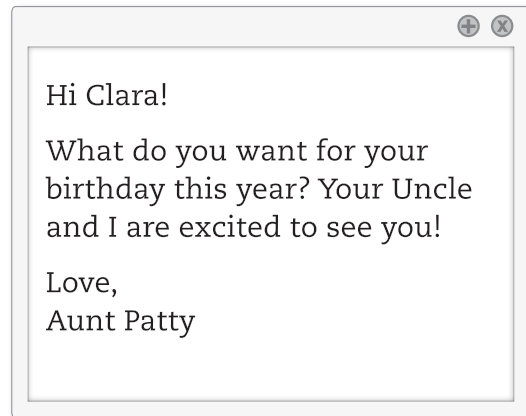 Hi Clara!
What do you want for your
birthday this year? Your Uncle
and I are excited to see you!
Love,
Aunt Patty